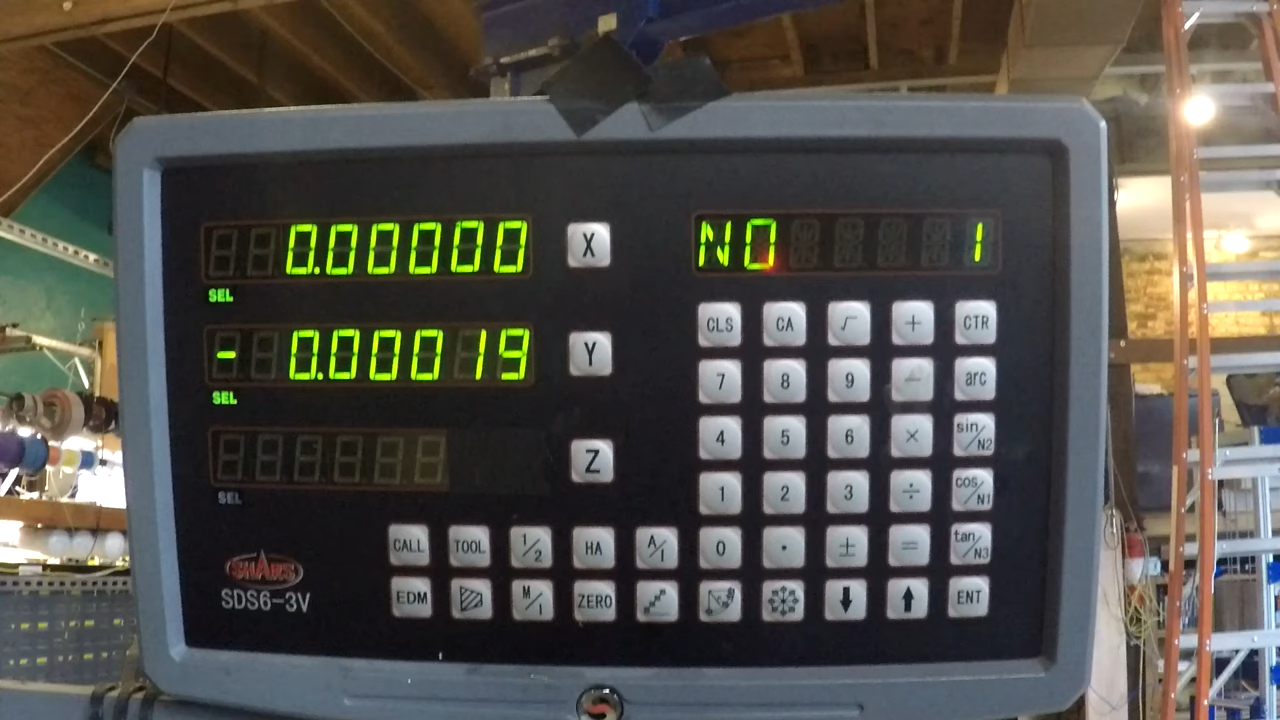 0.00000 X
SEL
- 0.00019 Y
SEL
Z
SEL
NO 1
CLS CA √ + CTR
7 8 9 − arc
4 5 6 × sin/N2
1 2 3 ÷ cos/N1
CALL TOOL 1/2 HA A/I 0 • ± = tan/N3
EDM M/I ZERO ⬇ ⬆ ENT
SHARS
SDS6-3V